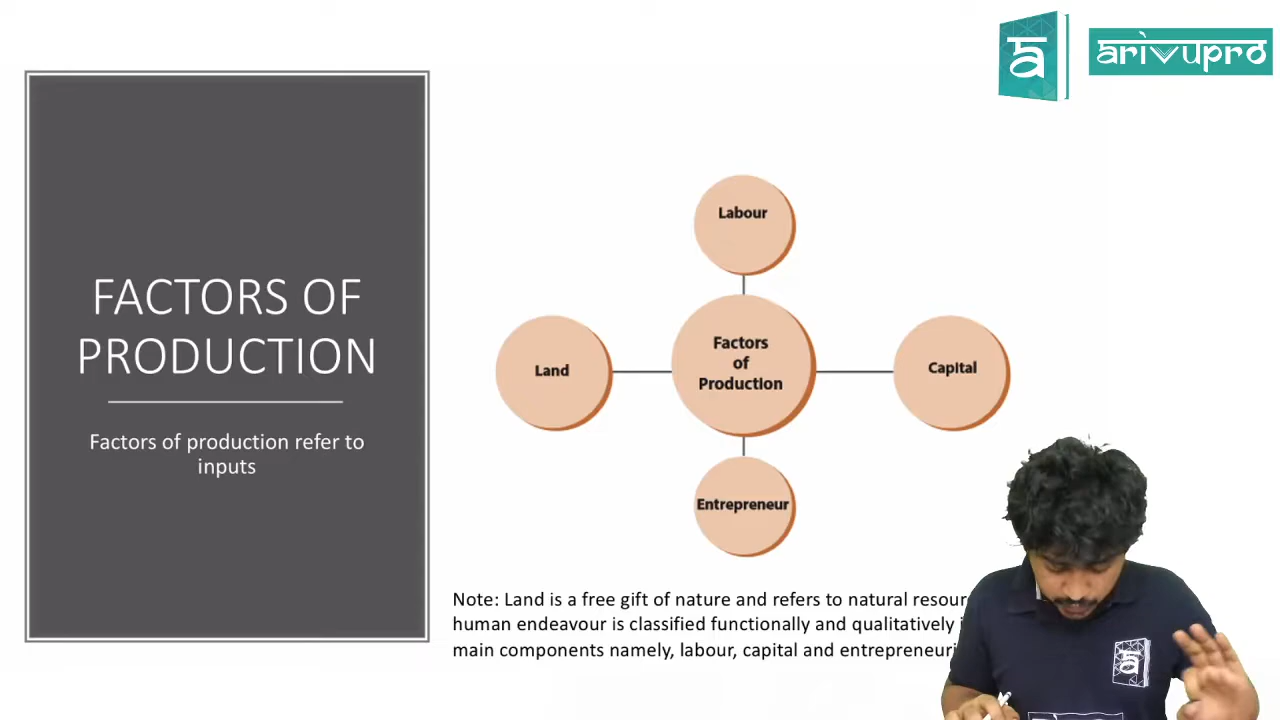 arivupro
FACTORS OF
PRODUCTION
Factors of production refer to
inputs
Labour
Land
Factors
of
Production
Capital
Entrepreneur
Note: Land is a free gift of nature and refers to natural
human endeavour is classified functionally and qualitatively
main components namely, labour, capital and